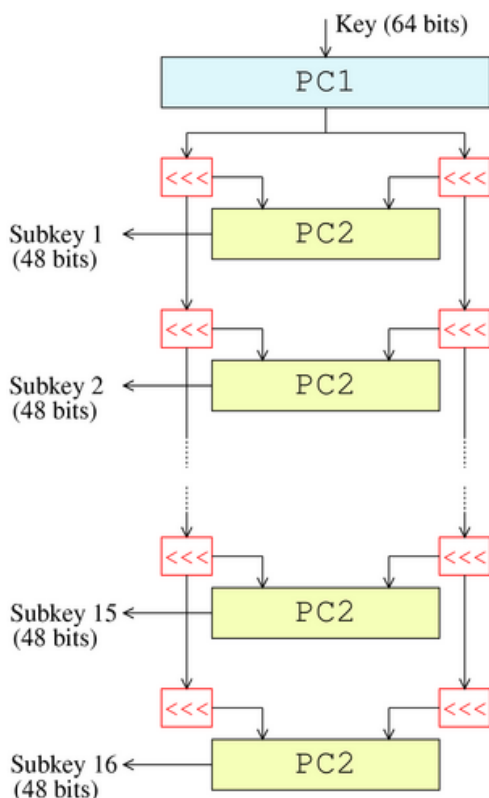 Key (64 bits)
PC1
<<< <<<
PC2
Subkey 1
(48 bits)
<<< <<<
PC2
Subkey 2
(48 bits)
<<< <<<
PC2
Subkey 15
(48 bits)
<<< <<<
PC2
Subkey 16
(48 bits)